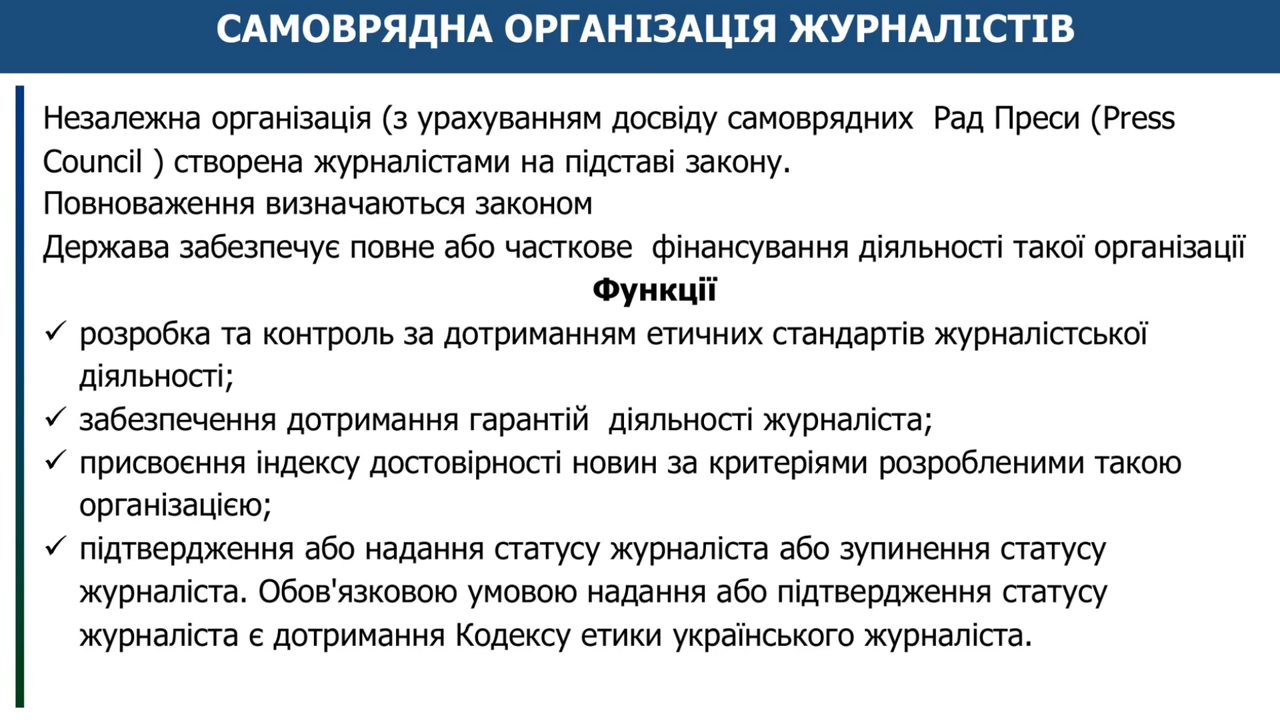 САМОВРЯДНА ОРГАНІЗАЦІЯ ЖУРНАЛІСТІВ
Незалежна організація (з урахуванням досвіду самоврядних  Рад Преси (Press
Council ) створена журналістами на підставі закону.
Повноваження визначаються законом
Держава забезпечує повне або часткове  фінансування діяльності такої організації
Функції
✓ розробка та контроль за дотриманням етичних стандартів журналістської
діяльності;
✓ забезпечення дотримання гарантій  діяльності журналіста;
✓ присвоєння індексу достовірності новин за критеріями розробленими такою
організацією;
✓ підтвердження або надання статусу журналіста або зупинення статусу
журналіста. Обов'язковою умовою надання або підтвердження статусу
журналіста є дотримання Кодексу етики українського журналіста.